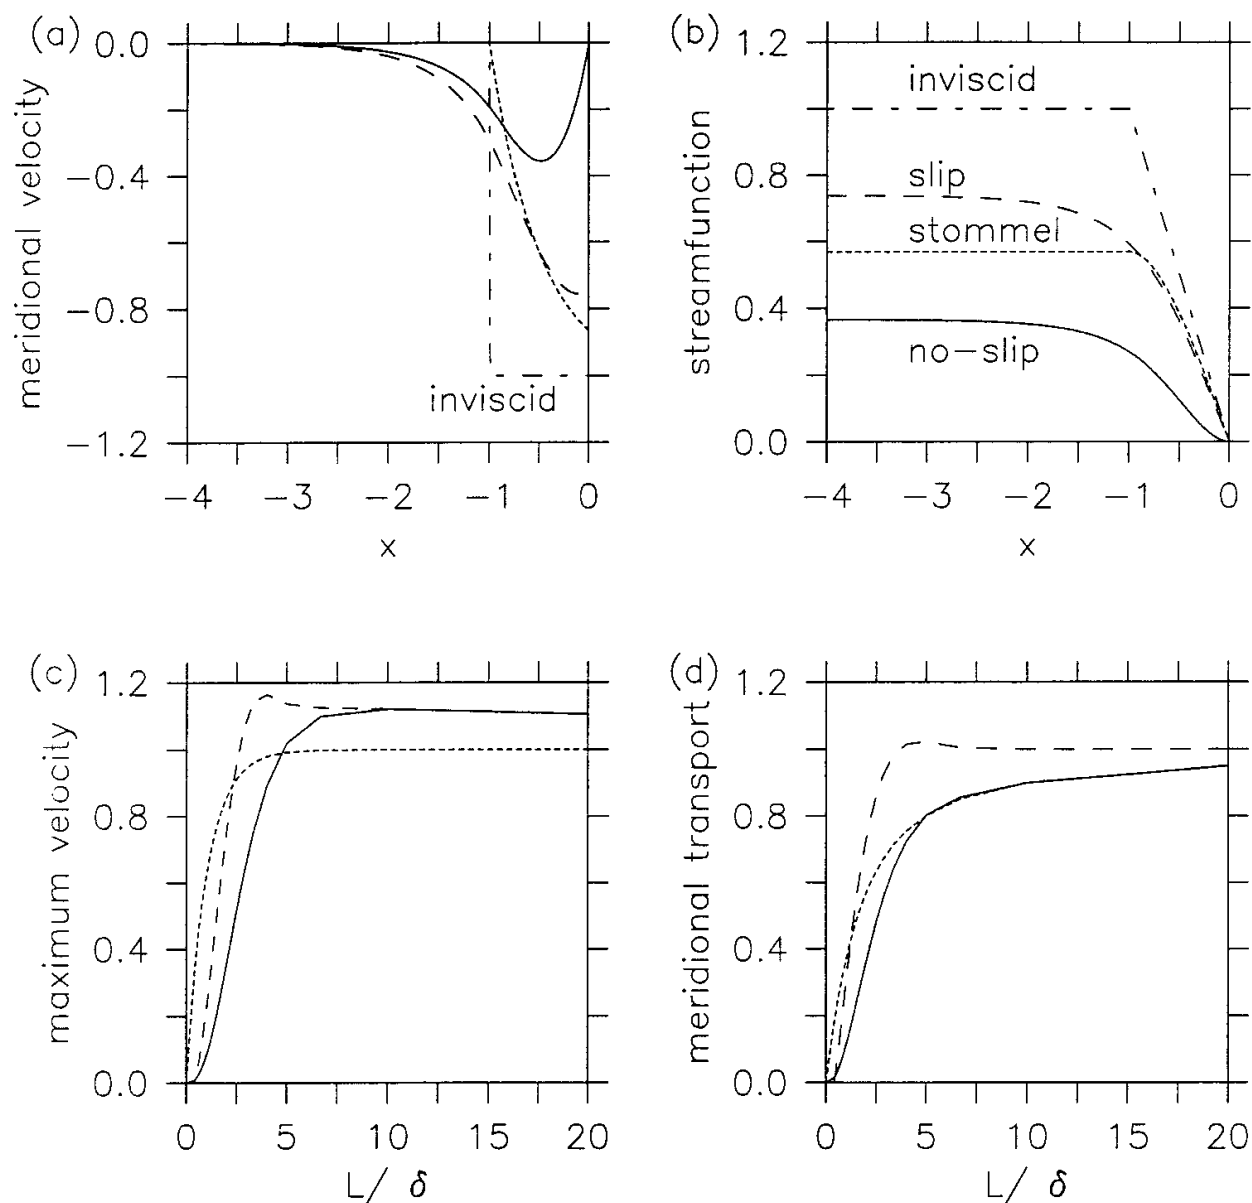 (a)
0.0
−0.4
−0.8
−1.2
meridional velocity
inviscid
−4
−3
−2
−1
0
x
(b)
1.2
0.8
0.4
0.0
streamfunction
inviscid
slip
stommel
no−slip
−4
−3
−2
−1
0
x
(c)
1.2
0.8
0.4
0.0
maximum velocity
0
5
10
15
20
L/ δ
(d)
1.2
0.8
0.4
0.0
meridional transport
0
5
10
15
20
L/ δ